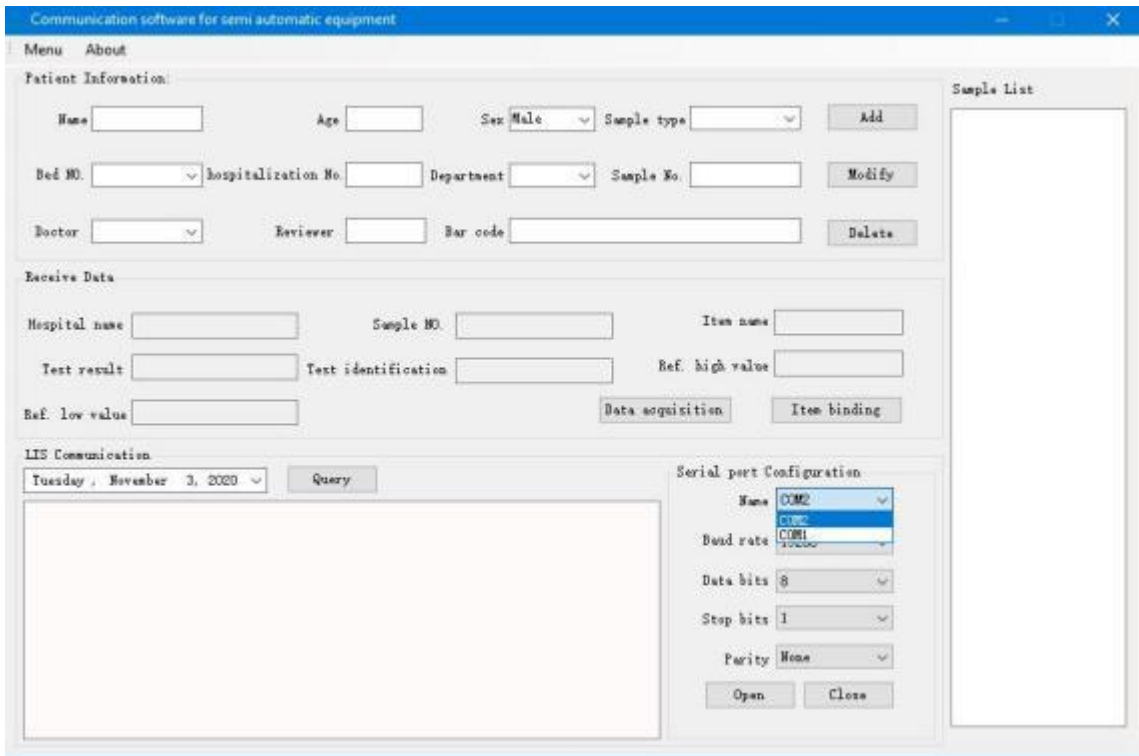 Communication software for semi automatic equipment
Menu About
Patient Information:
Name Age Sex Male Sample type Add
Bed NO. hospitalization No. Department Sample No. Modify
Doctor Reviewer Bar code Delete
Sample List
Receive Data
Hospital name Sample NO. Item name
Test result Test identification Ref. high value
Ref. low value Data acquisition Item binding
LIS Communication
Tuesday , November 3, 2020 Query
Serial port Configuration
Name COM2
COM2
COM1
Baud rate
Data bits 8
Stop bits 1
Parity None
Open Close